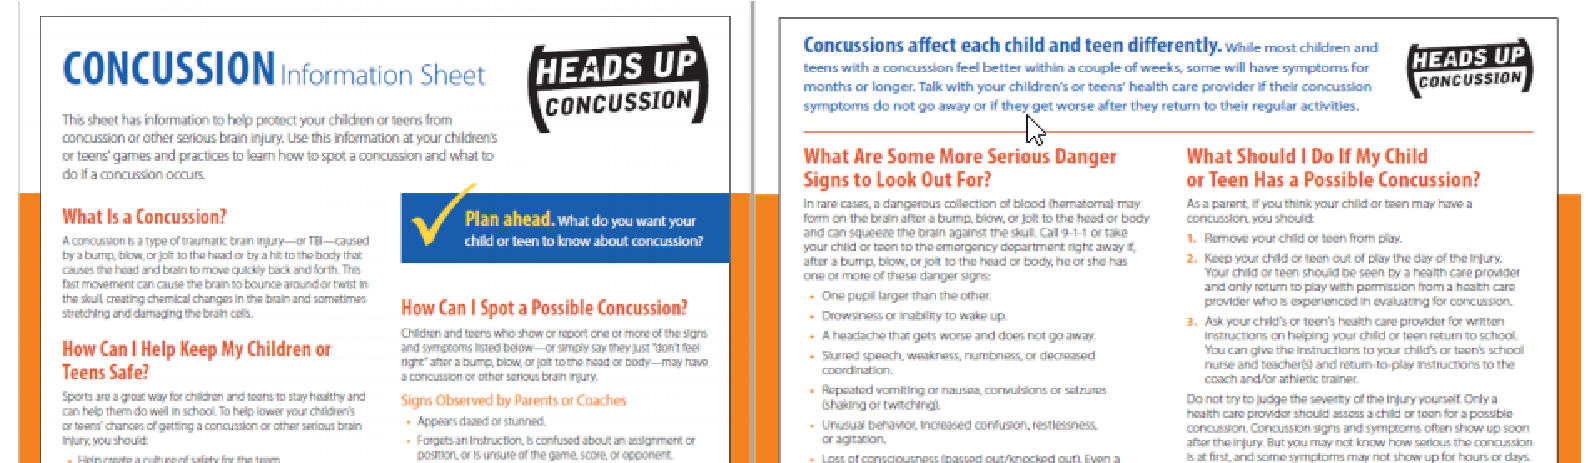 CONCUSSION Information Sheet
HEADS UP
CONCUSSION
This sheet has information to help protect your children or teens from
concussion or other serious brain injury. Use this information at your children's
or teens' games and practices to learn how to spot a concussion and what to
do if a concussion occurs.
What Is a Concussion?
A concussion is a type of traumatic brain injury—or TBI—caused
by a bump, blow, or jolt to the head or by a hit to the body that
causes the head and brain to move quickly back and forth. This
fast movement can cause the brain to bounce around or twist in
the skull, creating chemical changes in the brain and sometimes
stretching and damaging the brain cells.
How Can I Help Keep My Children or
Teens Safe?
Sports are a great way for children and teens to stay healthy and
can help them do well in school. To help lower your children's
or teens' chances of getting a concussion or other serious brain
injury, you should:
• Help create a culture of safety for the team.
Plan ahead. What do you want your
child or teen to know about concussion?
How Can I Spot a Possible Concussion?
Children and teens who show or report one or more of the signs
and symptoms listed below—or simply say they just "don't feel
right" after a bump, blow, or jolt to the head or body—may have
a concussion or other serious brain injury.
Signs Observed by Parents or Coaches
• Appears dazed or stunned.
• Forgets an instruction, is confused about an assignment or
position, or is unsure of the game, score, or opponent.
Concussions affect each child and teen differently. While most children and
teens with a concussion feel better within a couple of weeks, some will have symptoms for
months or longer. Talk with your children's or teens' health care provider if their concussion
symptoms do not go away or if they get worse after they return to their regular activities.
HEADS UP
CONCUSSION
What Are Some More Serious Danger
Signs to Look Out For?
In rare cases, a dangerous collection of blood (hematoma) may
form on the brain after a bump, blow, or jolt to the head or body
and can squeeze the brain against the skull. Call 9-1-1 or take
your child or teen to the emergency department right away if,
after a bump, blow, or jolt to the head or body, he or she has
one or more of these danger signs:
• One pupil larger than the other.
• Drowsiness or inability to wake up.
• A headache that gets worse and does not go away.
• Slurred speech, weakness, numbness, or decreased
coordination.
• Repeated vomiting or nausea, convulsions or seizures
(shaking or twitching).
• Unusual behavior, increased confusion, restlessness,
or agitation.
• Loss of consciousness (passed out/knocked out). Even a
What Should I Do If My Child
or Teen Has a Possible Concussion?
As a parent, if you think your child or teen may have a
concussion, you should:
1. Remove your child or teen from play.
2. Keep your child or teen out of play the day of the injury.
Your child or teen should be seen by a health care provider
and only return to play with permission from a health care
provider who is experienced in evaluating for concussion.
3. Ask your child's or teen's health care provider for written
instructions on helping your child or teen return to school.
You can give the instructions to your child's or teen's school
nurse and teacher(s) and return-to-play instructions to the
coach and/or athletic trainer.
Do not try to judge the severity of the injury yourself. Only a
health care provider should assess a child or teen for a possible
concussion. Concussion signs and symptoms often show up soon
after the injury. But you may not know how serious the concussion
is at first, and some symptoms may not show up for hours or days.